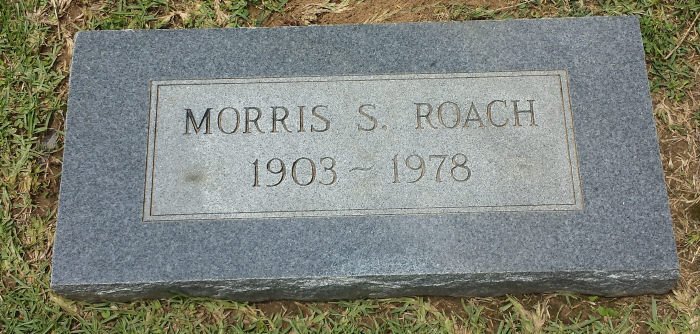 MORRIS S. ROACH
1903 ~ 1978